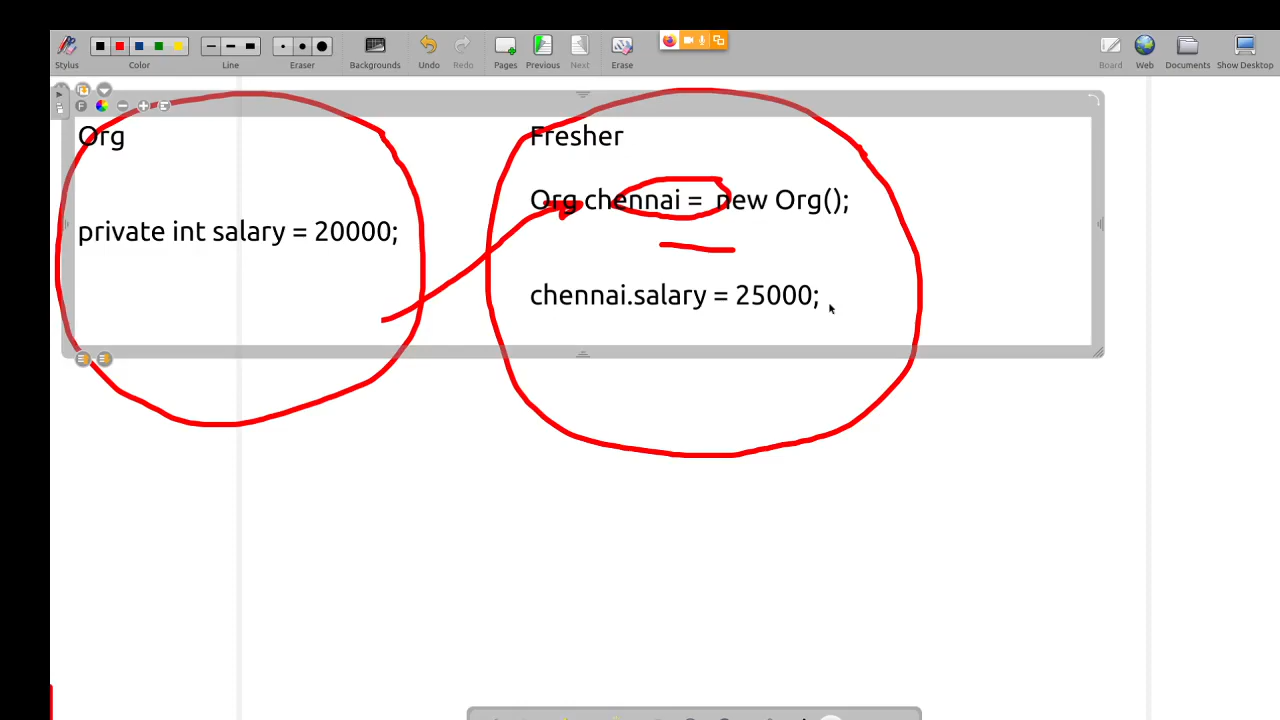 Stylus
Color
Line
Eraser
Backgrounds
Undo
Redo
Pages
Previous
Next
Erase
Board
Web
Documents
Show Desktop
F
Org
private int salary = 20000;
Fresher
Org chennai = new Org();
chennai.salary = 25000;